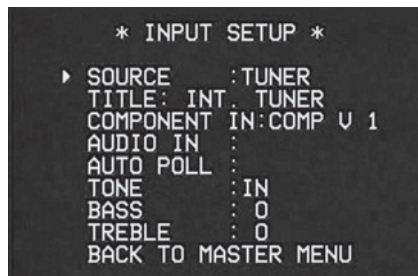 * INPUT SETUP *
SOURCE :TUNER
TITLE: INT. TUNER
COMPONENT IN:COMP V 1
AUDIO IN :
AUTO POLL :
TONE :IN
BASS : 0
TREBLE : 0
BACK TO MASTER MENU